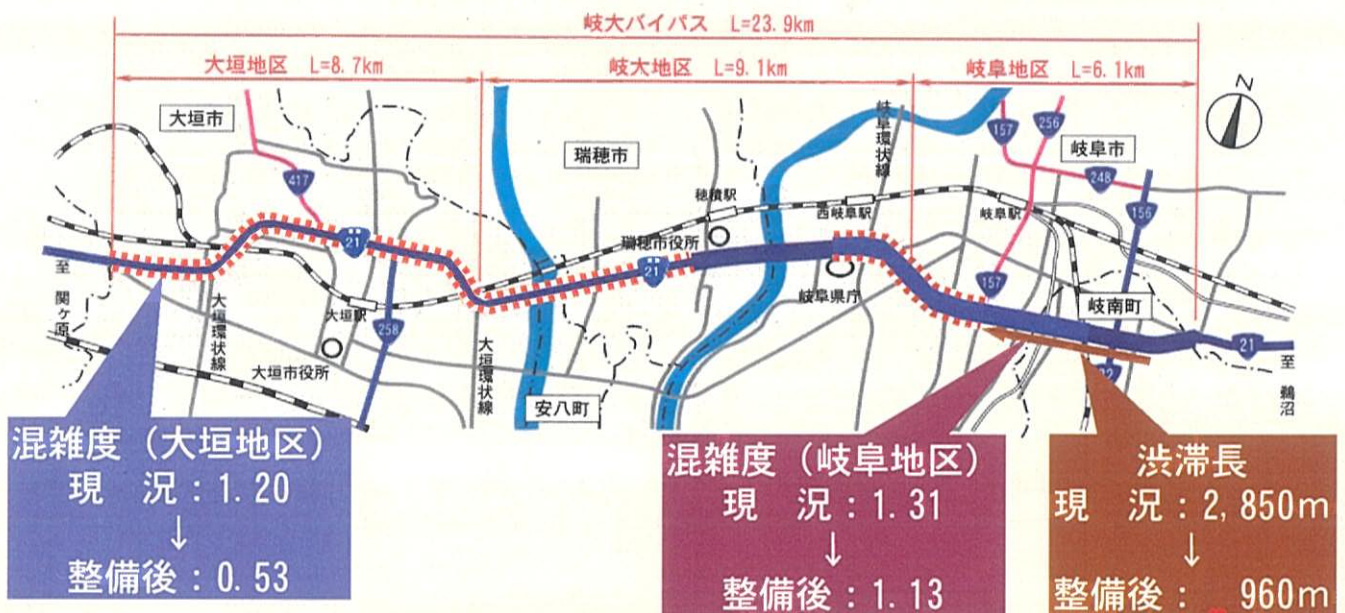 岐大バイパス L=23.9km
大垣地区 L=8.7km
岐大地区 L=9.1km
岐阜地区 L=6.1km
N
大垣市
瑞穂市
岐阜市
岐阜環状線
157
256
248
156
417
穂積駅
西岐阜駅
岐阜駅
21
瑞穂市役所
21
岐阜県庁
157
岐南町
21
至 関ヶ原
大垣環状線
大垣駅
258
大垣環状線
大垣市役所
安八町
至 鵜沼
混雑度(大垣地区)
現 況:1.20
↓
整備後:0.53
混雑度(岐阜地区)
現 況:1.31
↓
整備後:1.13
渋滞長
現 況:2,850m
↓
整備後: 960m